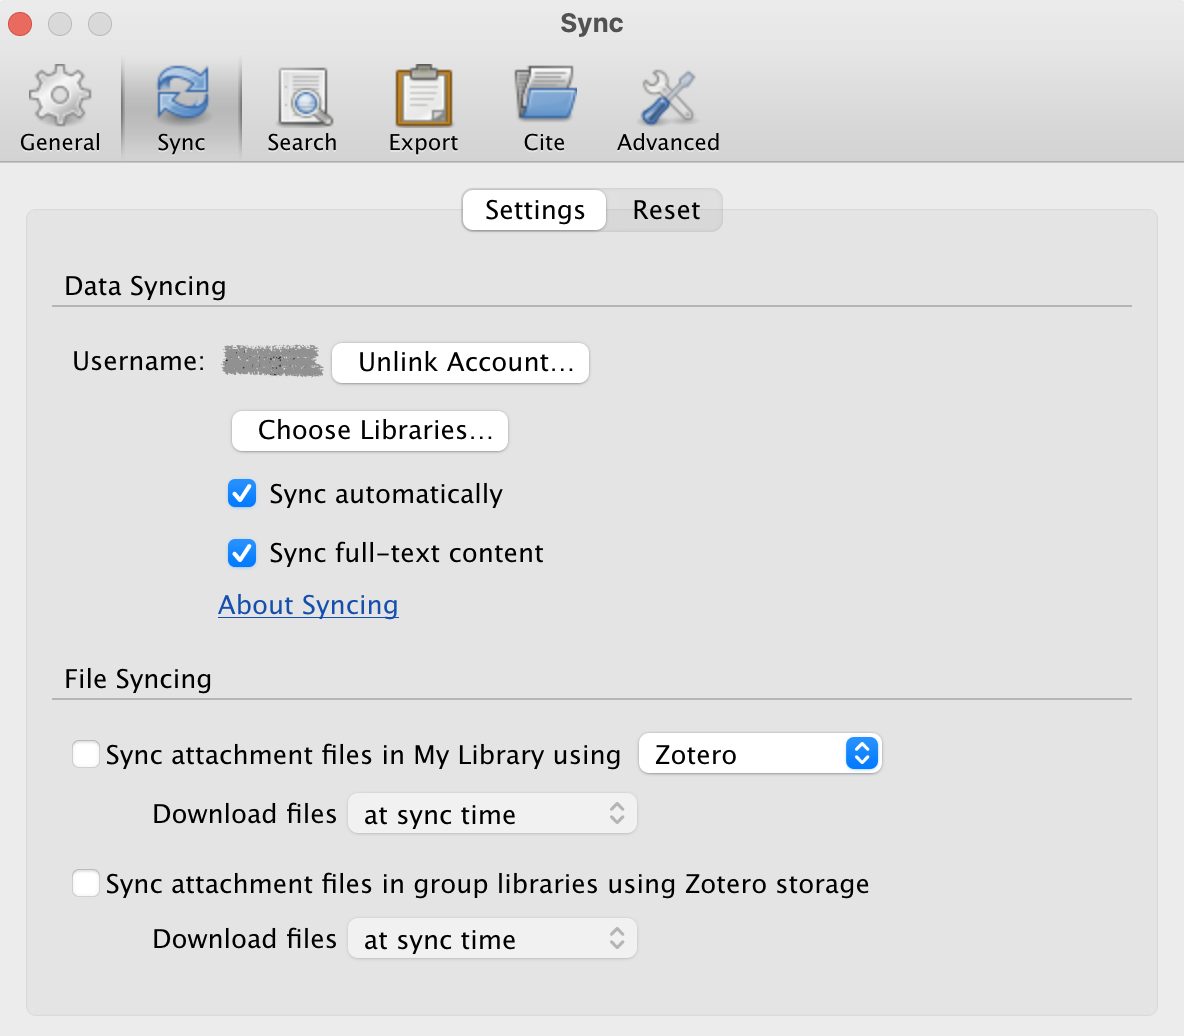 Sync
General Sync Search Export Cite Advanced
Settings Reset
Data Syncing
Username: Unlink Account...
Choose Libraries...
Sync automatically
Sync full-text content
About Syncing
File Syncing
Sync attachment files in My Library using Zotero
Download files at sync time
Sync attachment files in group libraries using Zotero storage
Download files at sync time